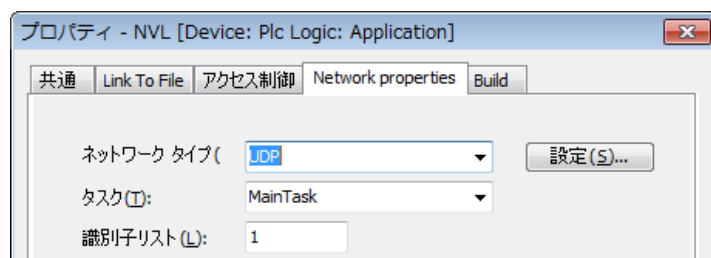 プロパティ - NVL [Device: Plc Logic: Application]
共通 Link To File アクセス制御 Network properties Build
ネットワーク タイプ( UDP 設定(S)...
タスク(T): MainTask
識別子リスト(L): 1